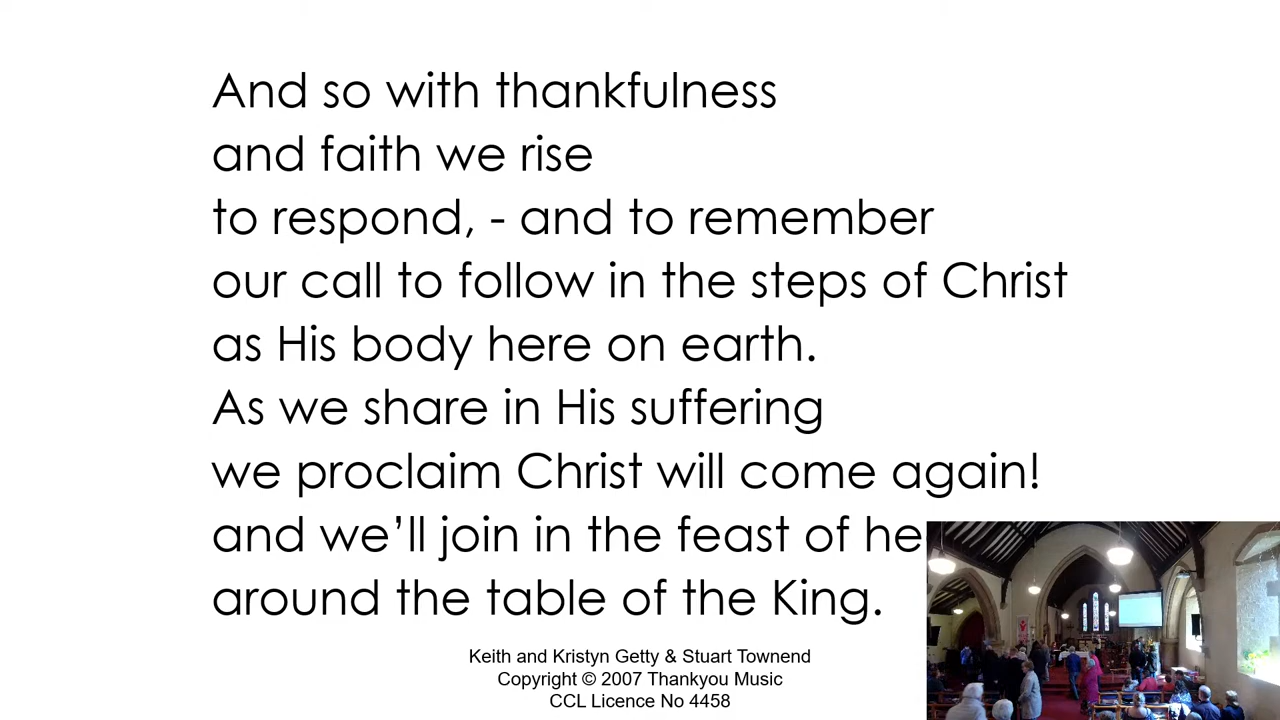 And so with thankfulness
and faith we rise
to respond, - and to remember
our call to follow in the steps of Christ
as His body here on earth.
As we share in His suffering
we proclaim Christ will come again!
and we’ll join in the feast of
around the table of the King.
Keith and Kristyn Getty & Stuart Townend
Copyright © 2007 Thankyou Music
CCL Licence No 4458